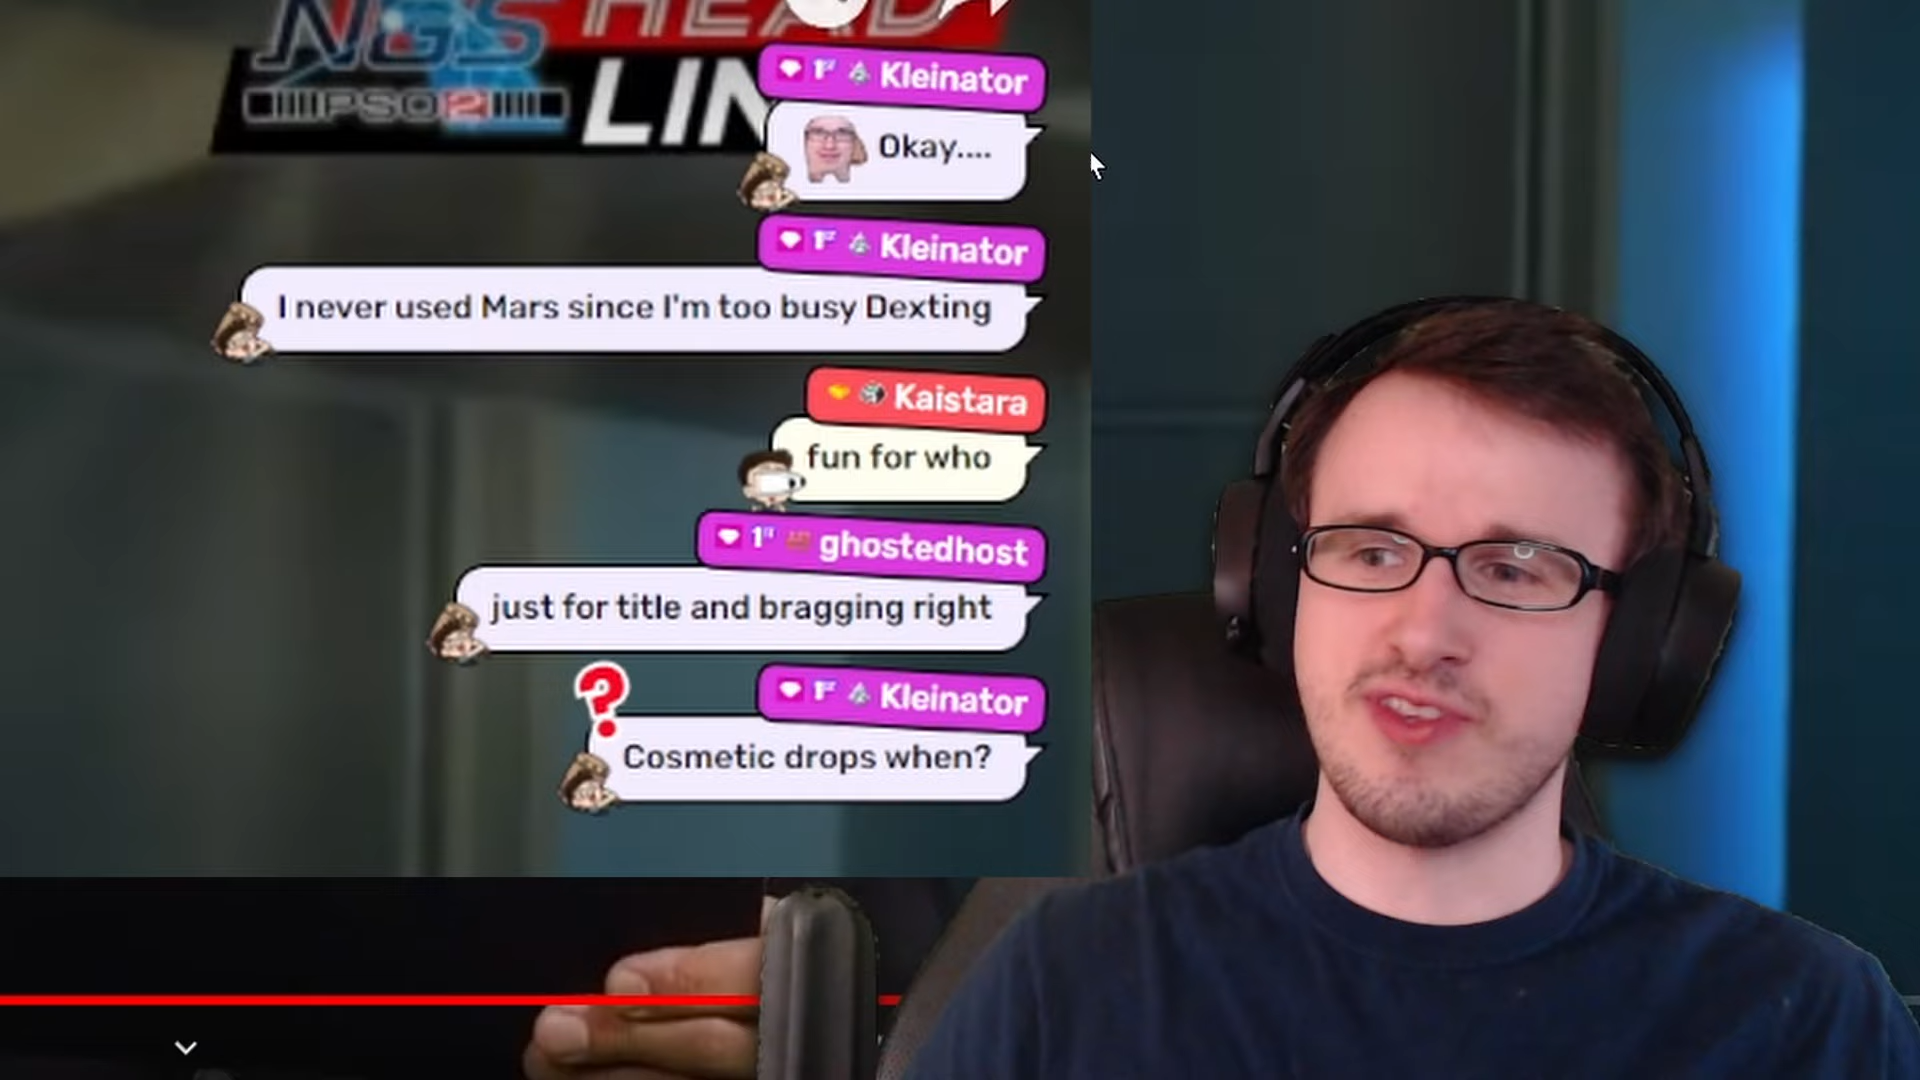 NGS HEAD
PSO2 LIN
Kleinator
Okay....
Kleinator
I never used Mars since I'm too busy Dexting
Kaistara
fun for who
ghostedhost
just for title and bragging right
?
Kleinator
Cosmetic drops when?